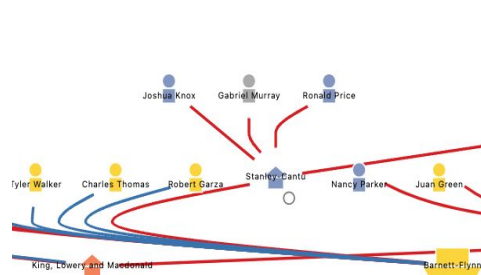 Joshua Knox
Gabriel Murray
Ronald Price
Tyler Walker
Charles Thomas
Robert Garza
Stanley-Cantu
Nancy Parker
Juan Green
King, Lowery and Macdonald
Barnett-Flynn